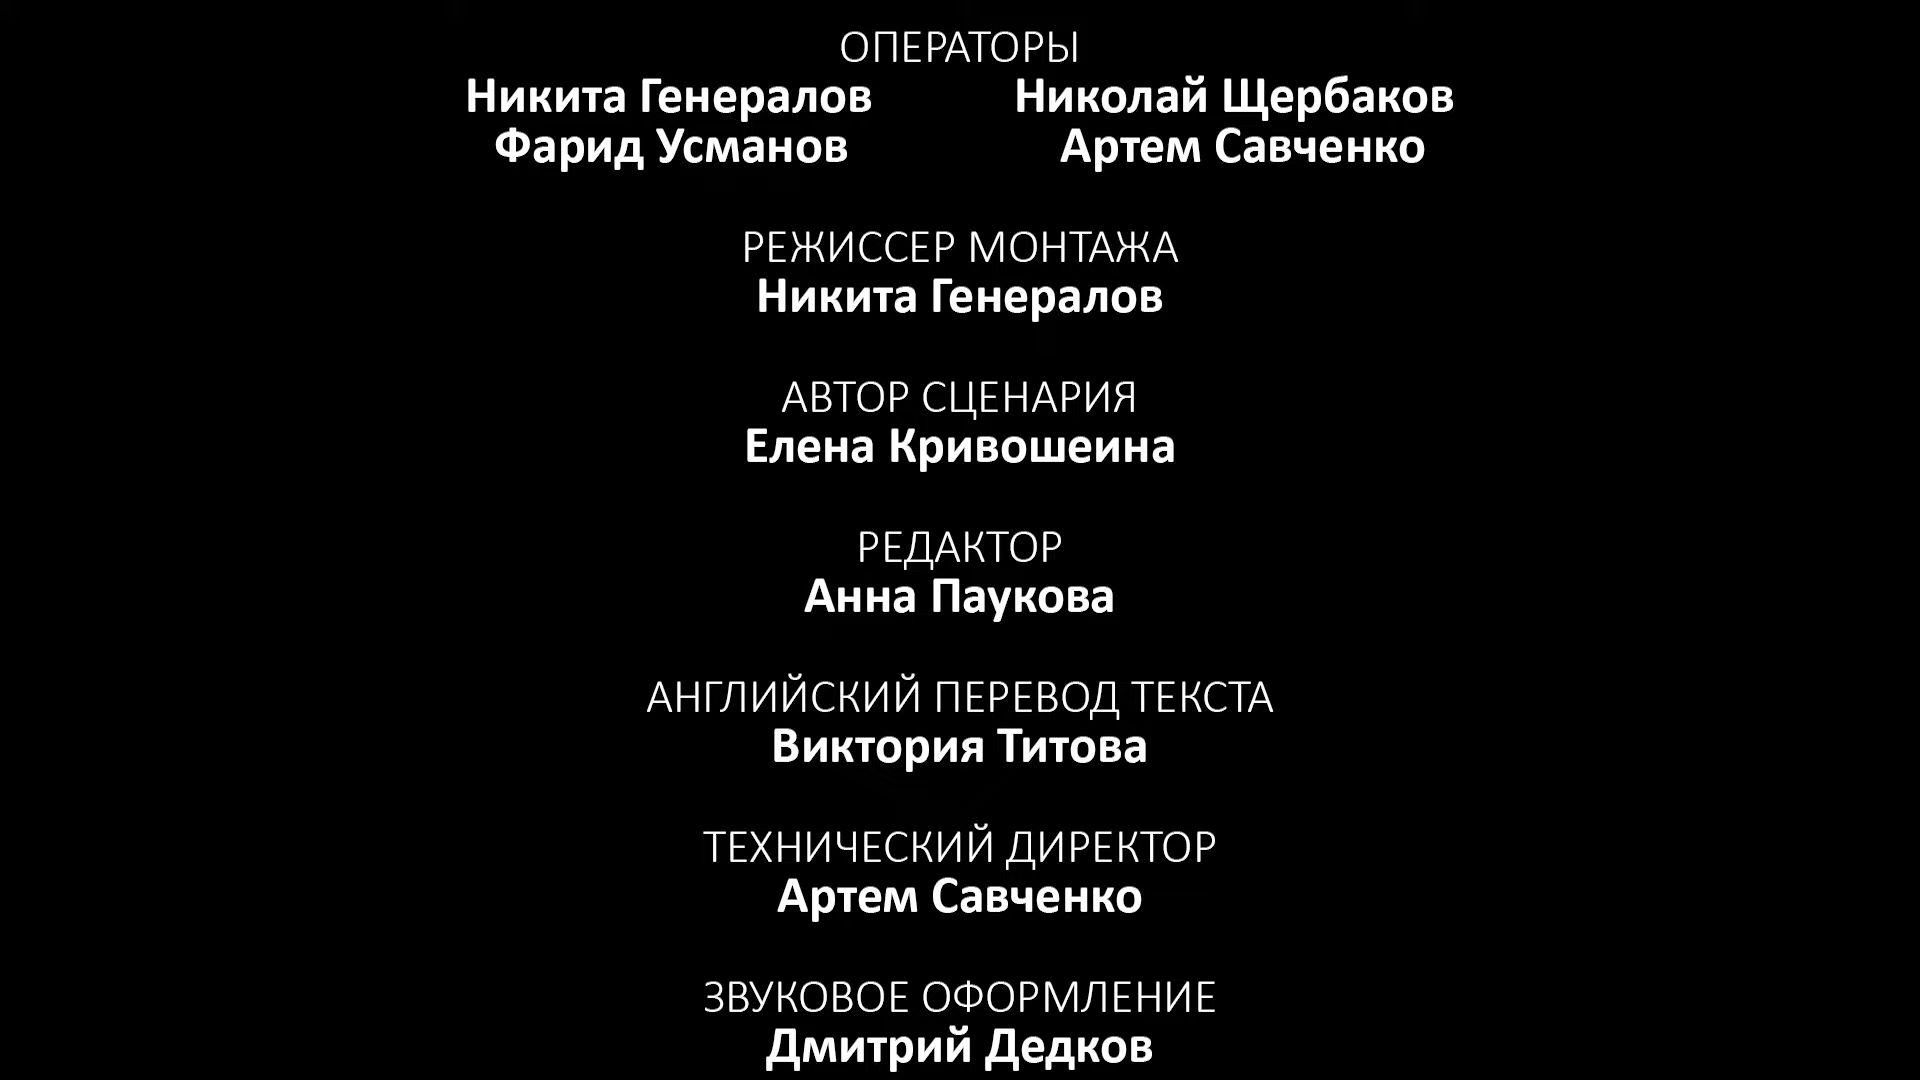 ОПЕРАТОРЫ
Никита Генералов Николай Щербаков
Фарид Усманов Артем Савченко
РЕЖИССЕР МОНТАЖА
Никита Генералов
АВТОР СЦЕНАРИЯ
Елена Кривошеина
РЕДАКТОР
Анна Паукова
АНГЛИЙСКИЙ ПЕРЕВОД ТЕКСТА
Виктория Титова
ТЕХНИЧЕСКИЙ ДИРЕКТОР
Артем Савченко
ЗВУКОВОЕ ОФОРМЛЕНИЕ
Дмитрий Дедков